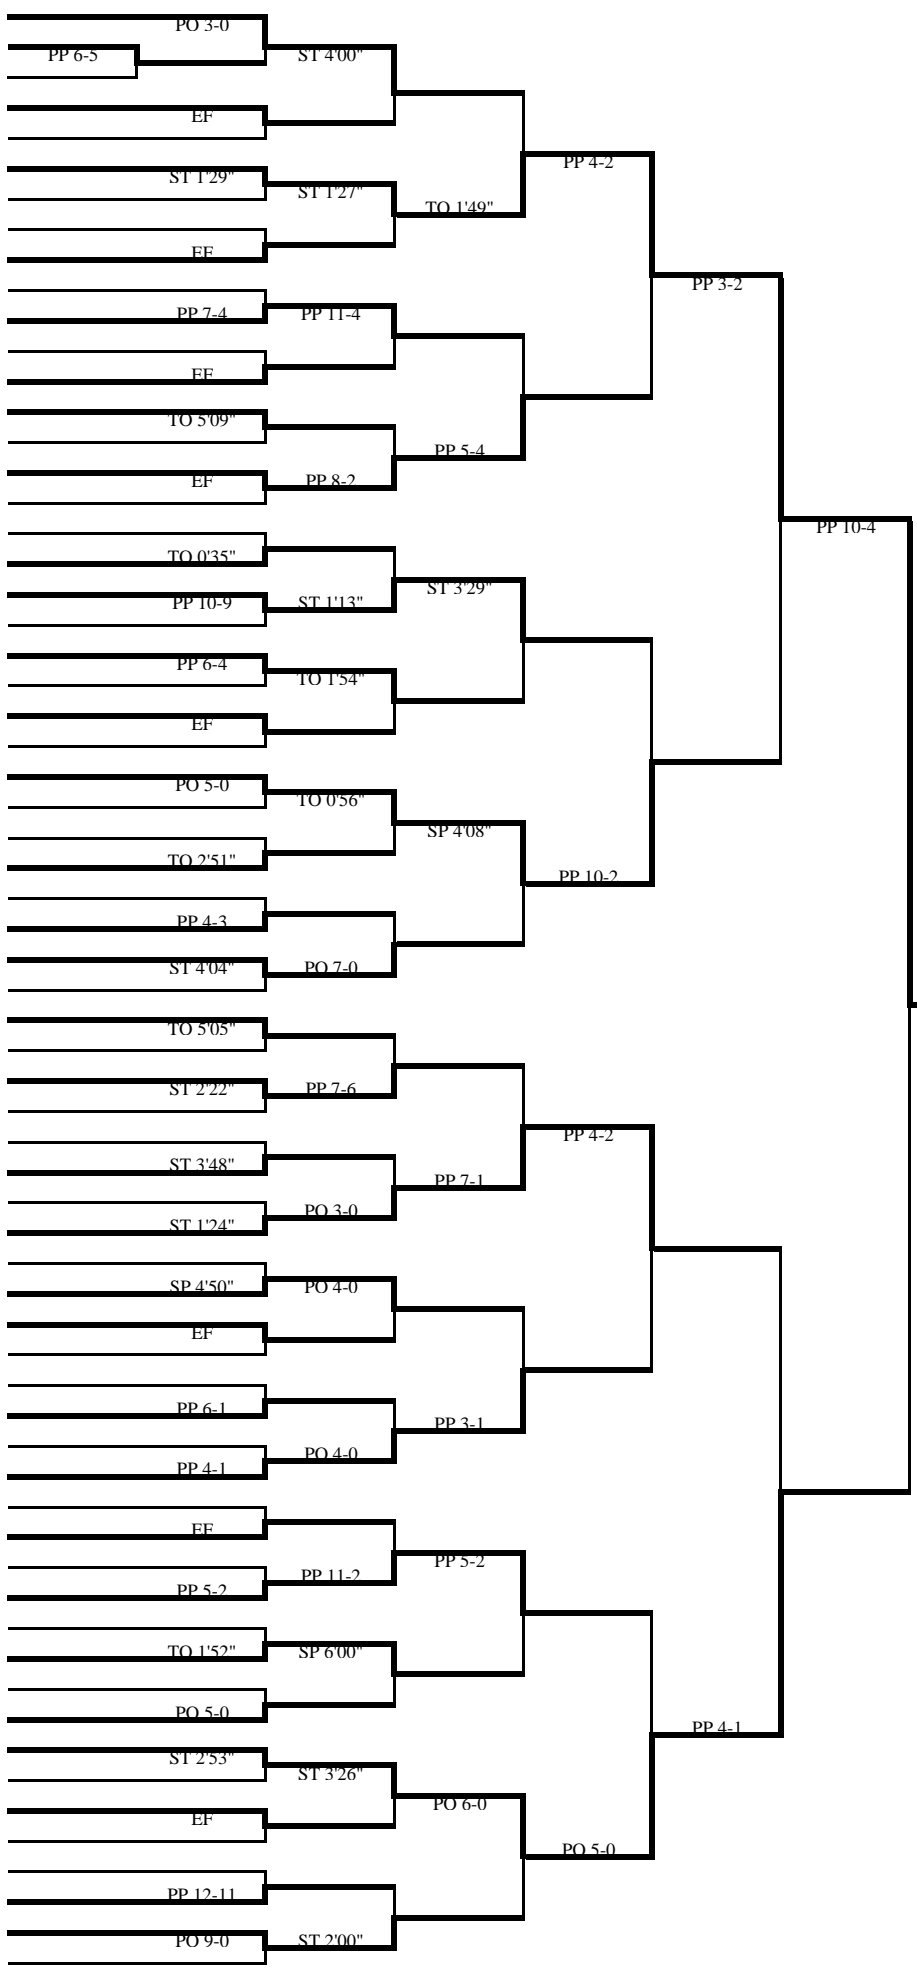 PO 3-0
PP 6-5
ST 4'00"
EF
PP 4-2
ST 1'29"
ST 1'27"
TO 1'49"
EF
PP 3-2
PP 7-4
PP 11-4
EF
TO 5'09"
PP 5-4
EF
PP 8-2
PP 10-4
TO 0'35"
ST 3'29"
PP 10-9
ST 1'13"
PP 6-4
TO 1'54"
EF
PO 5-0
TO 0'56"
SP 4'08"
TO 2'51"
PP 10-2
PP 4-3
ST 4'04"
PO 7-0
TO 5'05"
ST 2'22"
PP 7-6
PP 4-2
ST 3'48"
PP 7-1
ST 1'24"
PO 3-0
SP 4'50"
PO 4-0
EF
PP 6-1
PP 3-1
PP 4-1
PO 4-0
EF
PP 5-2
PP 5-2
PP 11-2
TO 1'52"
SP 6'00"
PO 5-0
PP 4-1
ST 2'53"
ST 3'26"
PO 6-0
EF
PO 5-0
PP 12-11
PO 9-0
ST 2'00"